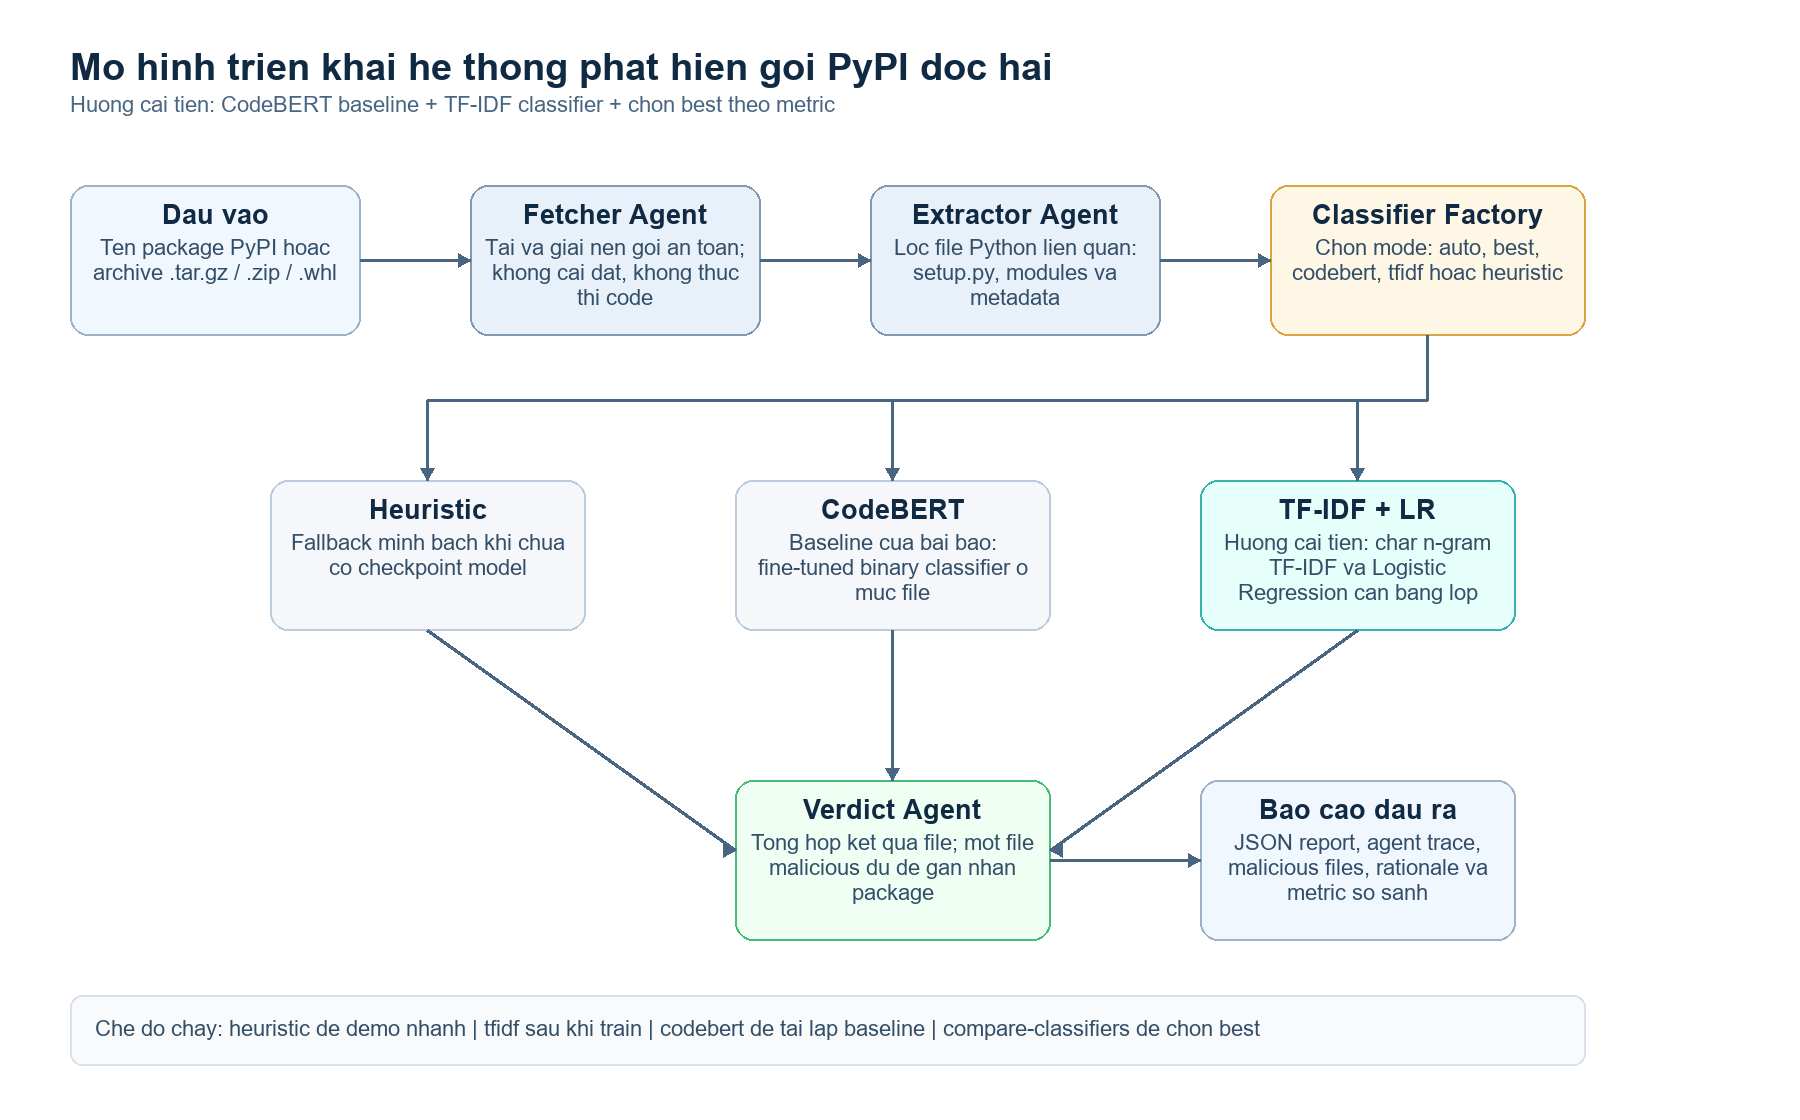 Mo hinh trien khai he thong phat hien goi PyPI doc hai
Huong cai tien: CodeBERT baseline + TF-IDF classifier + chon best theo metric
Dau vao
Ten package PyPI hoac
archive .tar.gz / .zip / .whl
Fetcher Agent
Tai va giai nen goi an toan;
khong cai dat, khong thuc
thi code
Extractor Agent
Loc file Python lien quan:
setup.py, modules va
metadata
Classifier Factory
Chon mode: auto, best,
codebert, tfidf hoac heuristic
Heuristic
Fallback minh bach khi chua
co checkpoint model
CodeBERT
Baseline cua bai bao:
fine-tuned binary classifier o
muc file
TF-IDF + LR
Huong cai tien: char n-gram
TF-IDF va Logistic
Regression can bang lop
Verdict Agent
Tong hop ket qua file; mot file
malicious du de gan nhan
package
Bao cao dau ra
JSON report, agent trace,
malicious files, rationale va
metric so sanh
Che do chay: heuristic de demo nhanh | tfidf sau khi train | codebert de tai lap baseline | compare-classifiers de chon best